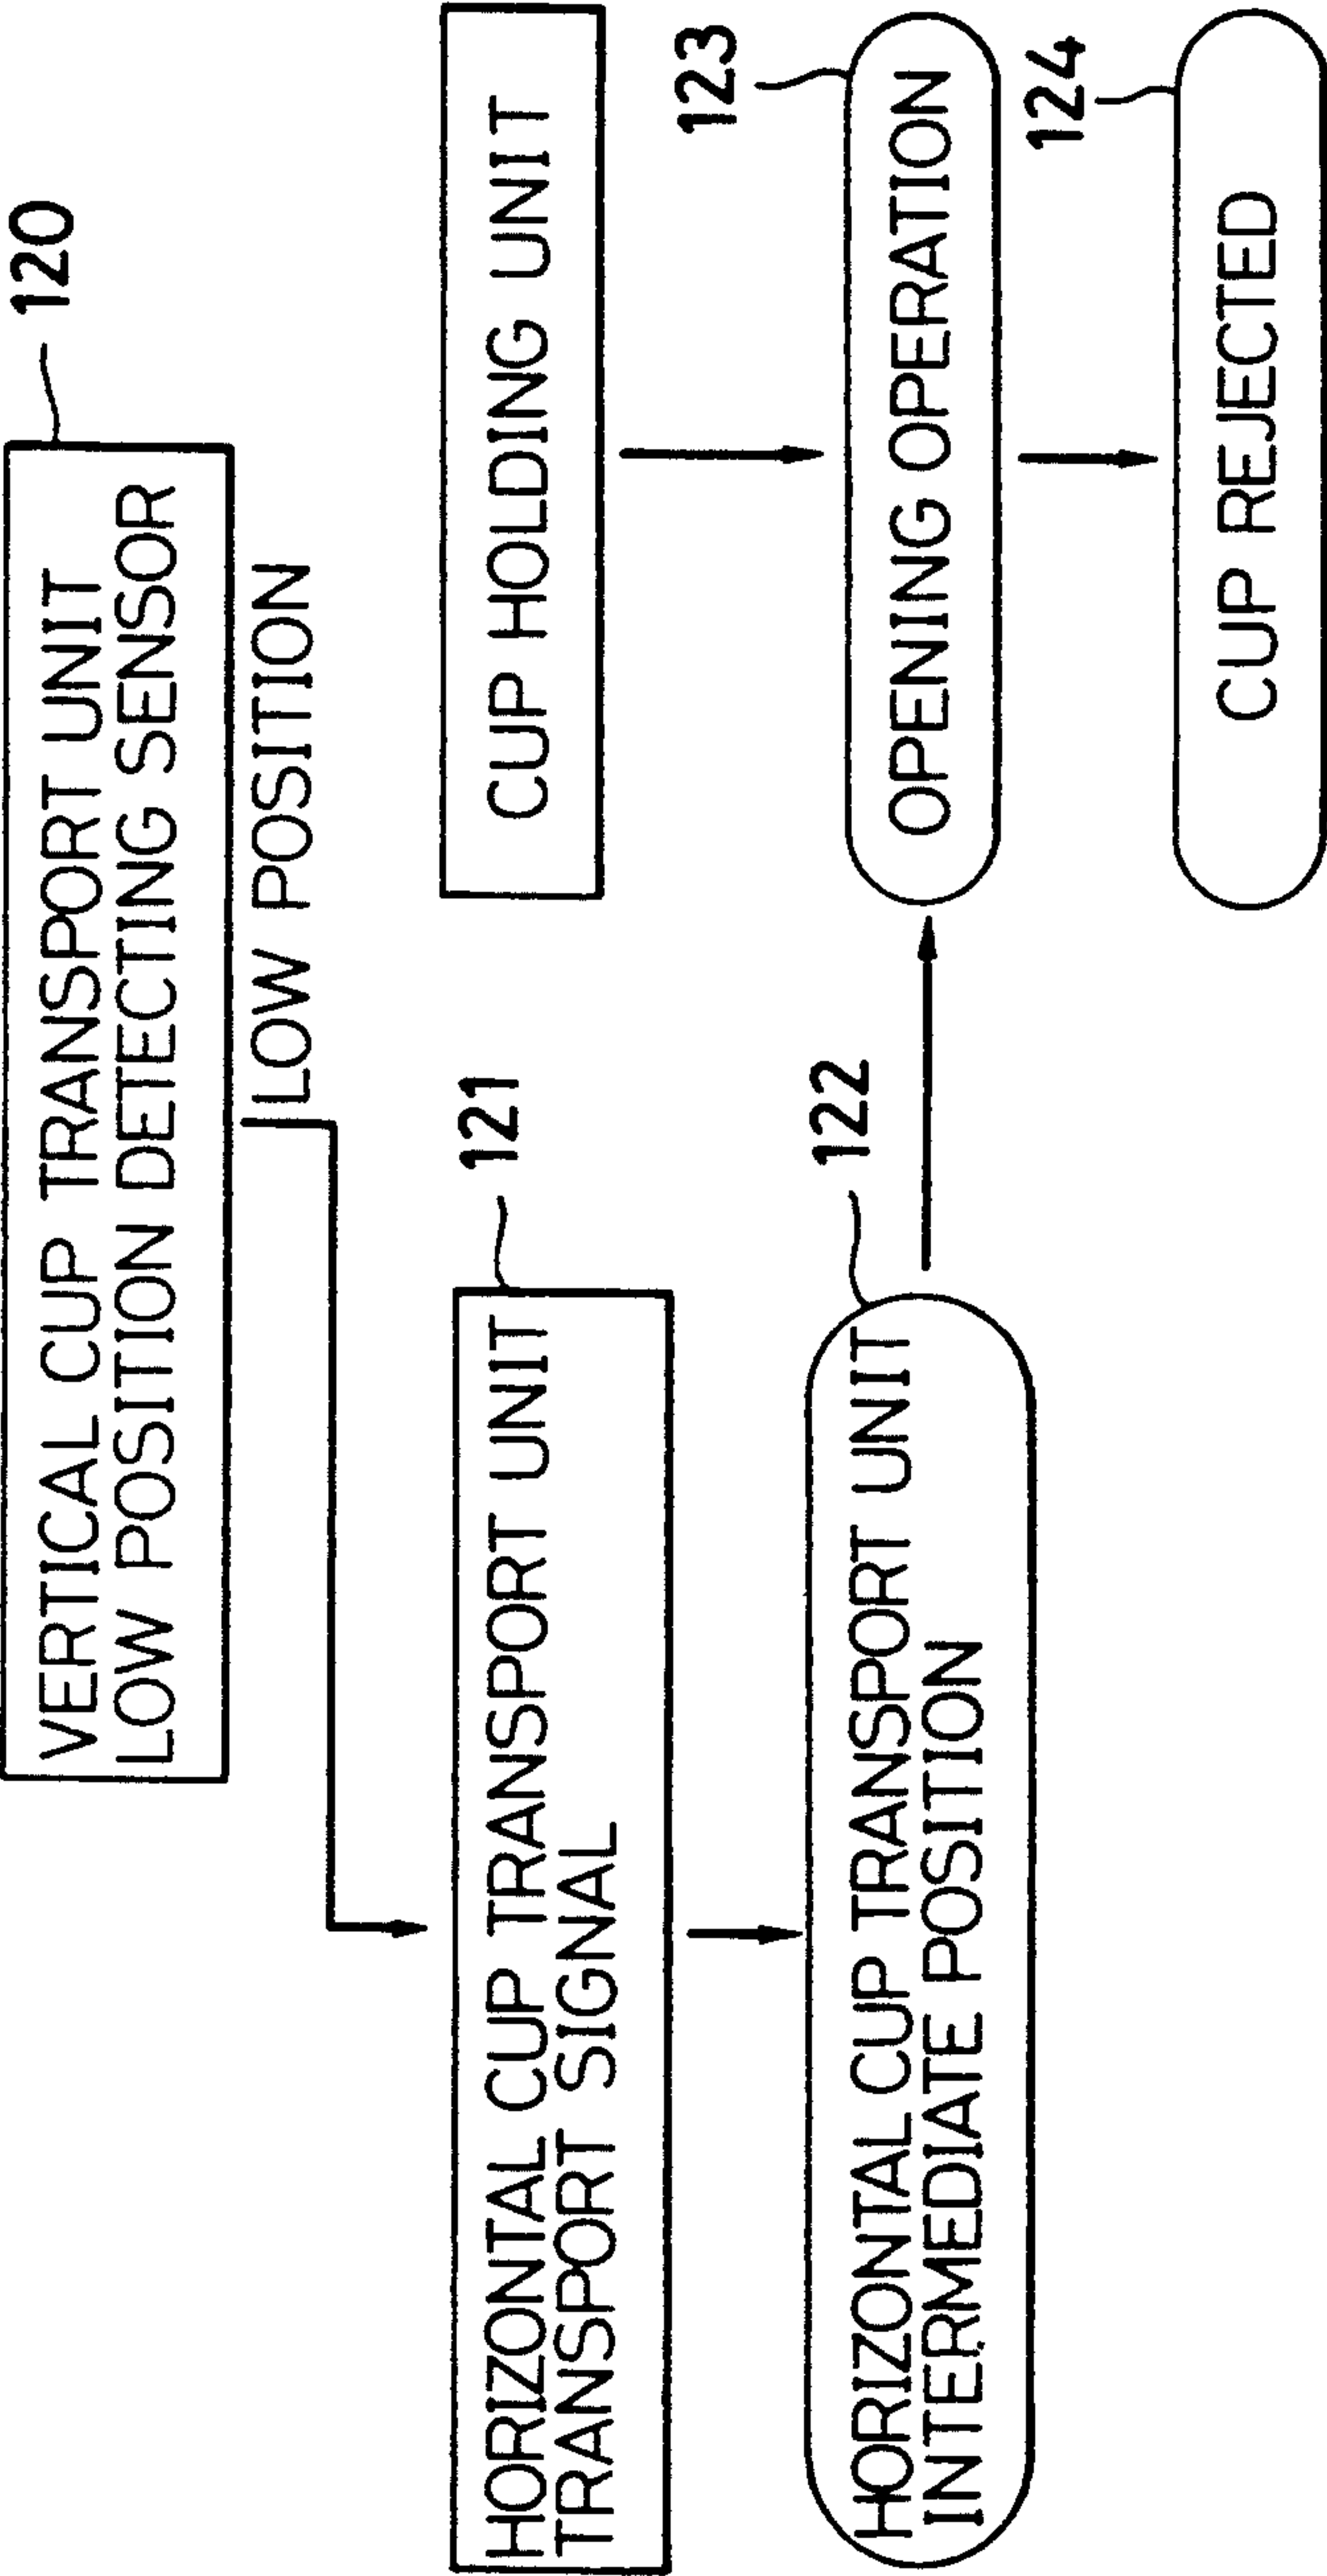 120
VERTICAL CUP TRANSPORT UNIT
LOW POSITION DETECTING SENSOR
LOW POSITION
121
HORIZONTAL CUP TRANSPORT UNIT
TRANSPORT SIGNAL
CUP HOLDING UNIT
122
HORIZONTAL CUP TRANSPORT UNIT
INTERMEDIATE POSITION
123
OPENING OPERATION
124
CUP REJECTED